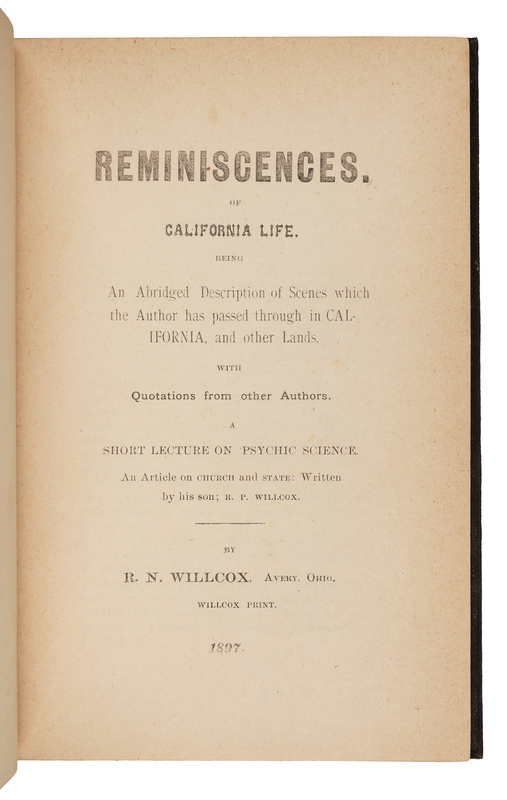 REMINISCENCES.
OF
CALIFORNIA LIFE.
BEING
An Abridged Description of Scenes which
the Author has passed through in CAL-
IFORNIA, and other Lands.
WITH
Quotations from other Authors.
A
SHORT LECTURE ON PSYCHIC SCIENCE.
An Article on CHURCH and STATE: Written
by his son; R. P. WILLCOX.
BY
R. N. WILLCOX. AVERY. OHIO.
WILLCOX PRINT.
1897.